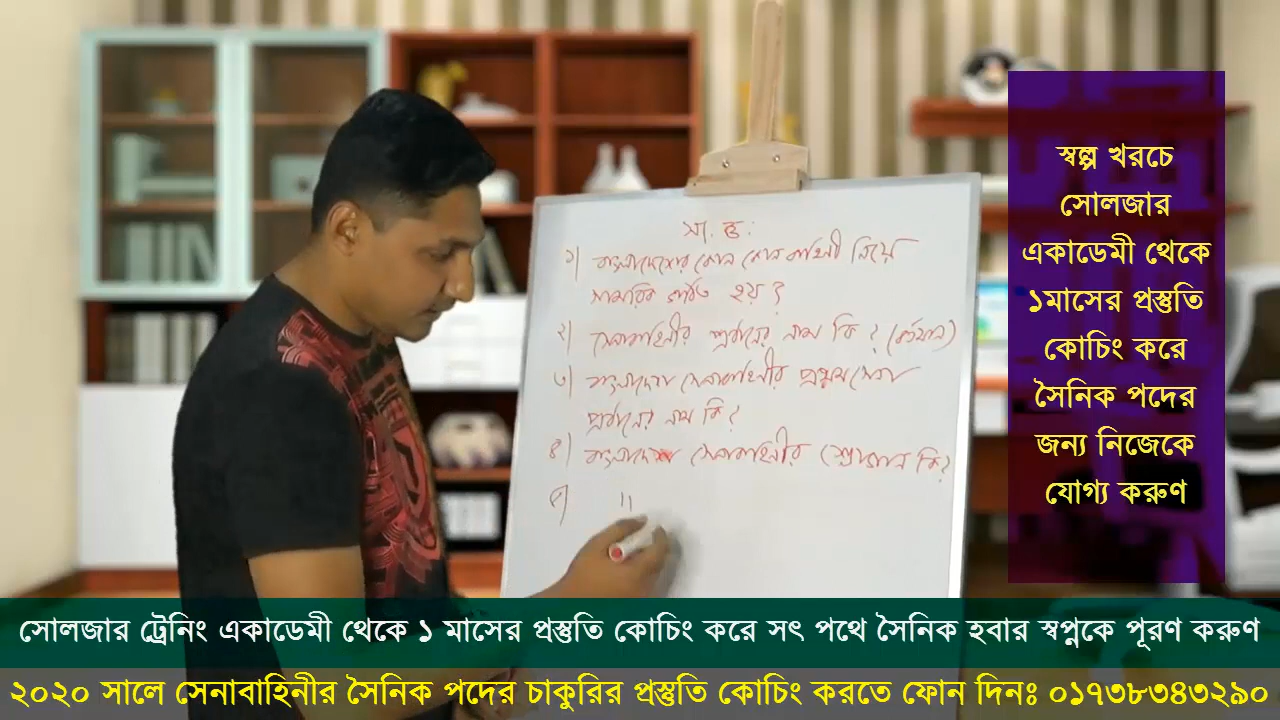 সা: জ্ঞ:
১) বাংলাদেশের কোন কোন বাহিনী নিয়ে
সামরিক গঠিত হয় ?
২) সেনাবাহিনীর প্রধানের নাম কি ? (বর্তমান)
৩) বাংলাদেশ সেনাবাহিনীর প্রথম সেনা
প্রধানের নাম কি ?
৪) বাংলাদেশ সেনাবাহিনীর স্লোগান কি ?
৫) ॥
স্বল্প খরচে
সোলজার
একাডেমী থেকে
১মাসের প্রস্তুতি
কোচিং করে
সৈনিক পদের
জন্য নিজেকে
যোগ্য করুণ
সোলজার ট্রেনিং একাডেমী থেকে ১ মাসের প্রস্তুতি কোচিং করে সৎ পথে সৈনিক হবার স্বপ্নকে পূরণ করুণ
২০২০ সালে সেনাবাহিনীর সৈনিক পদের চাকুরির প্রস্তুতি কোচিং করতে ফোন দিনঃ ০১৭৩৮৩৪৩২৯০